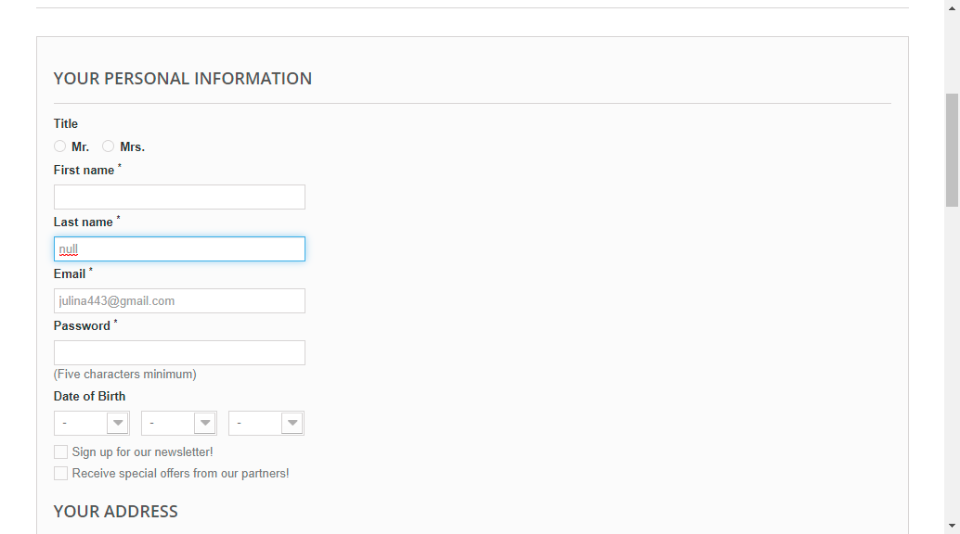 YOUR PERSONAL INFORMATION
Title
Mr. Mrs.
First name *
Last name *
null
Email *
julina443@gmail.com
Password *
(Five characters minimum)
Date of Birth
- - -
Sign up for our newsletter!
Receive special offers from our partners!
YOUR ADDRESS